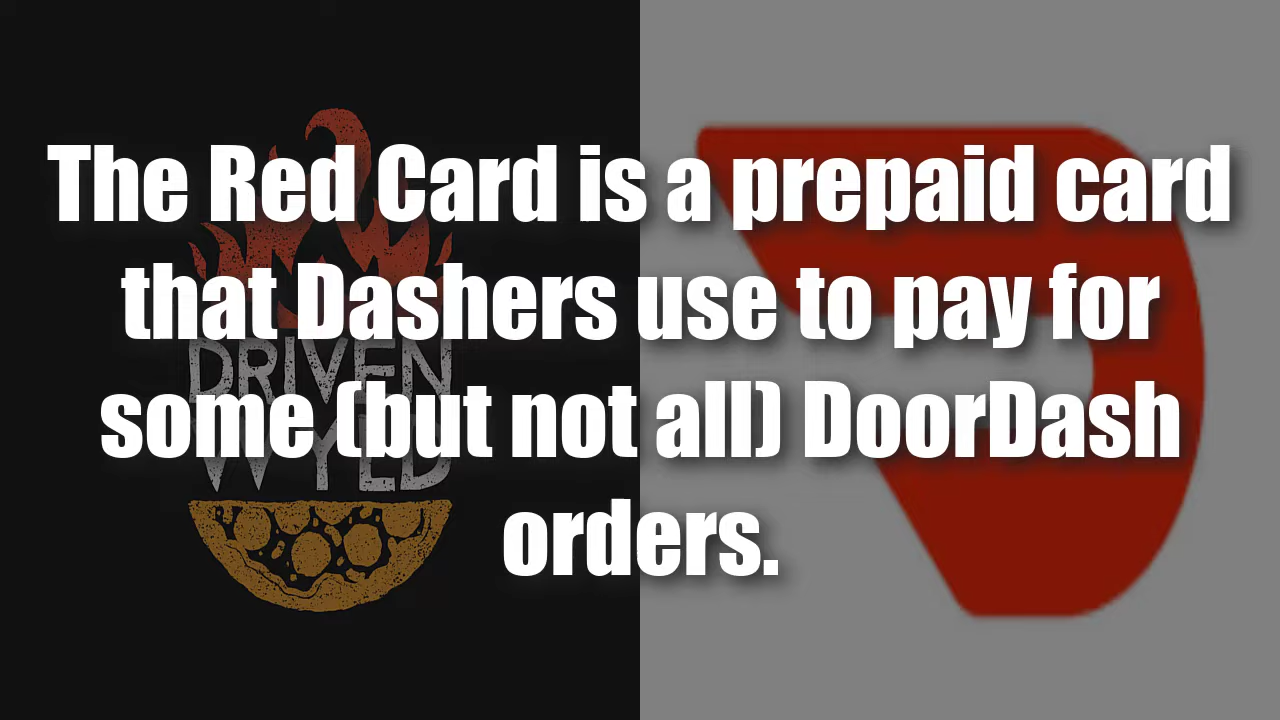 The Red Card is a prepaid card
that Dashers use to pay for
some (but not all) DoorDash
orders.
DRIVEN
WYLD